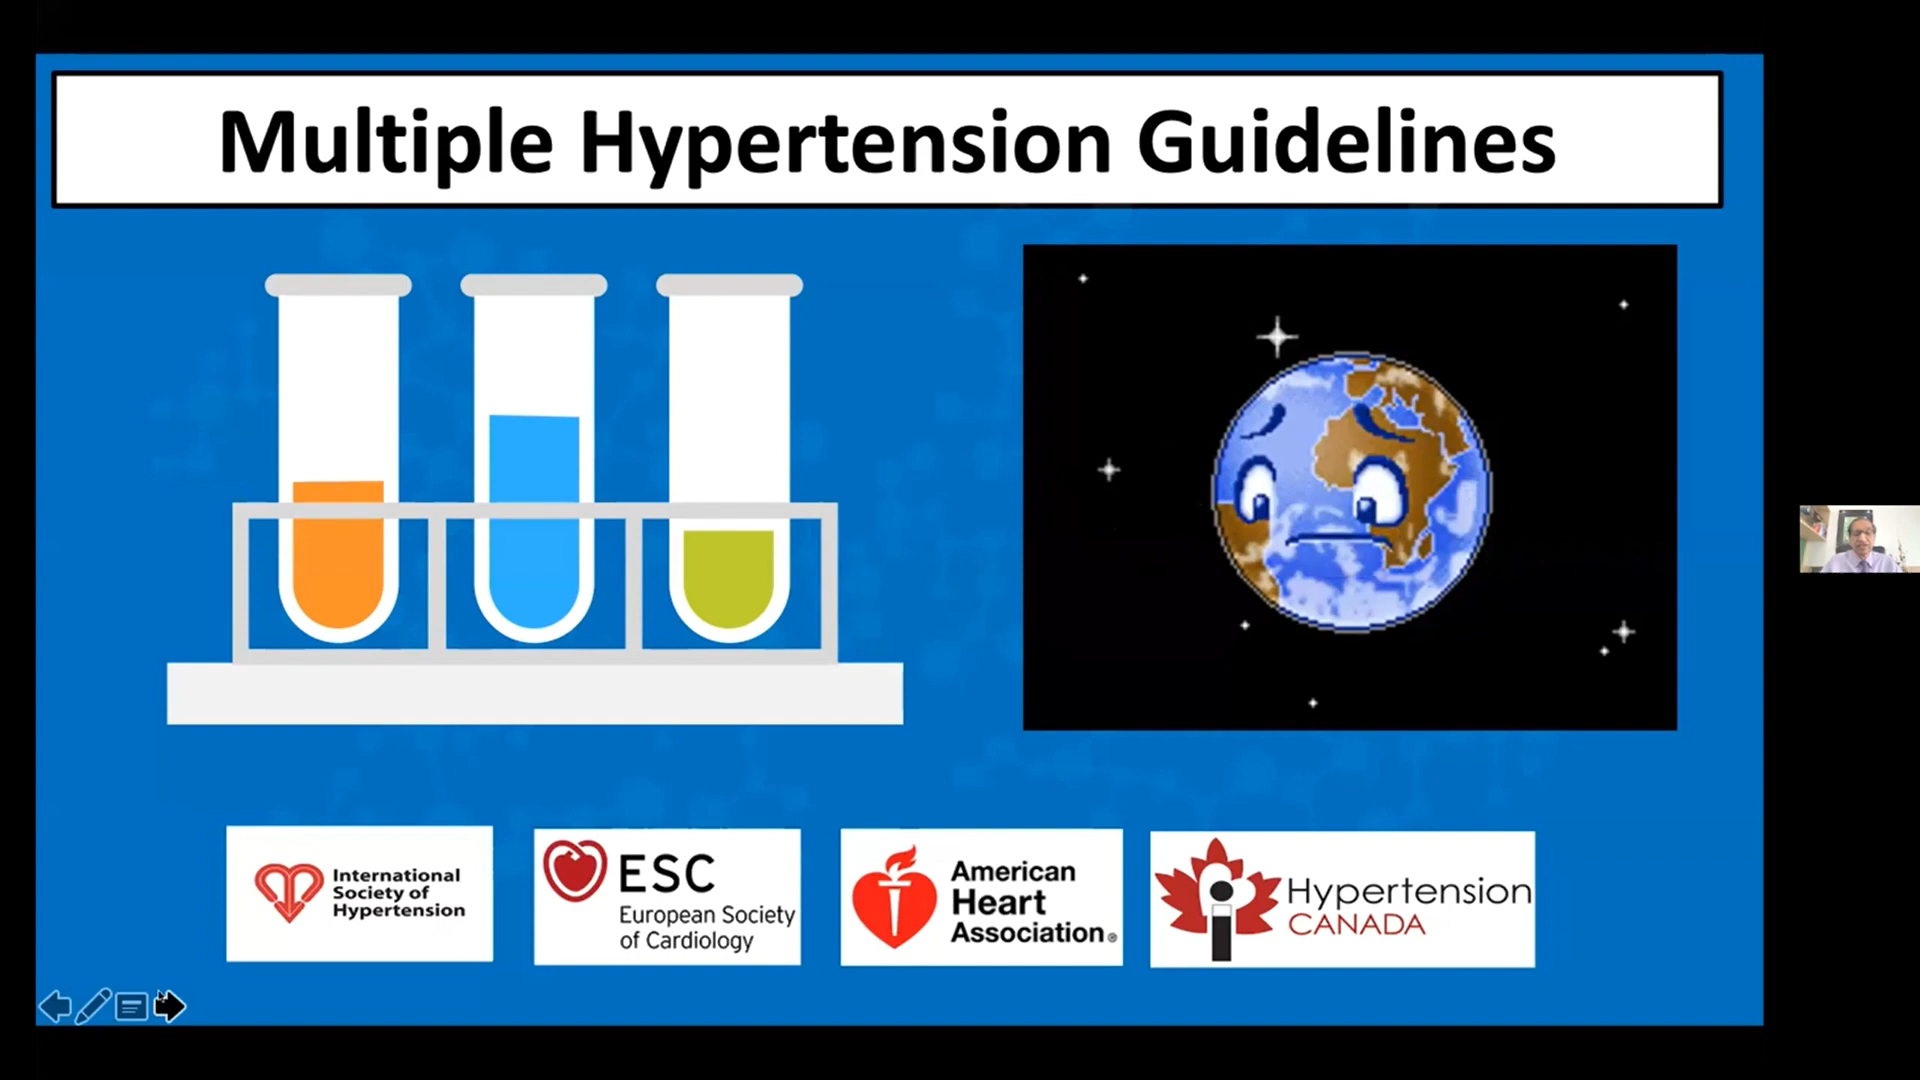 Multiple Hypertension Guidelines
International
Society of
Hypertension
ESC
European Society
of Cardiology
American
Heart
Association®
Hypertension
CANADA